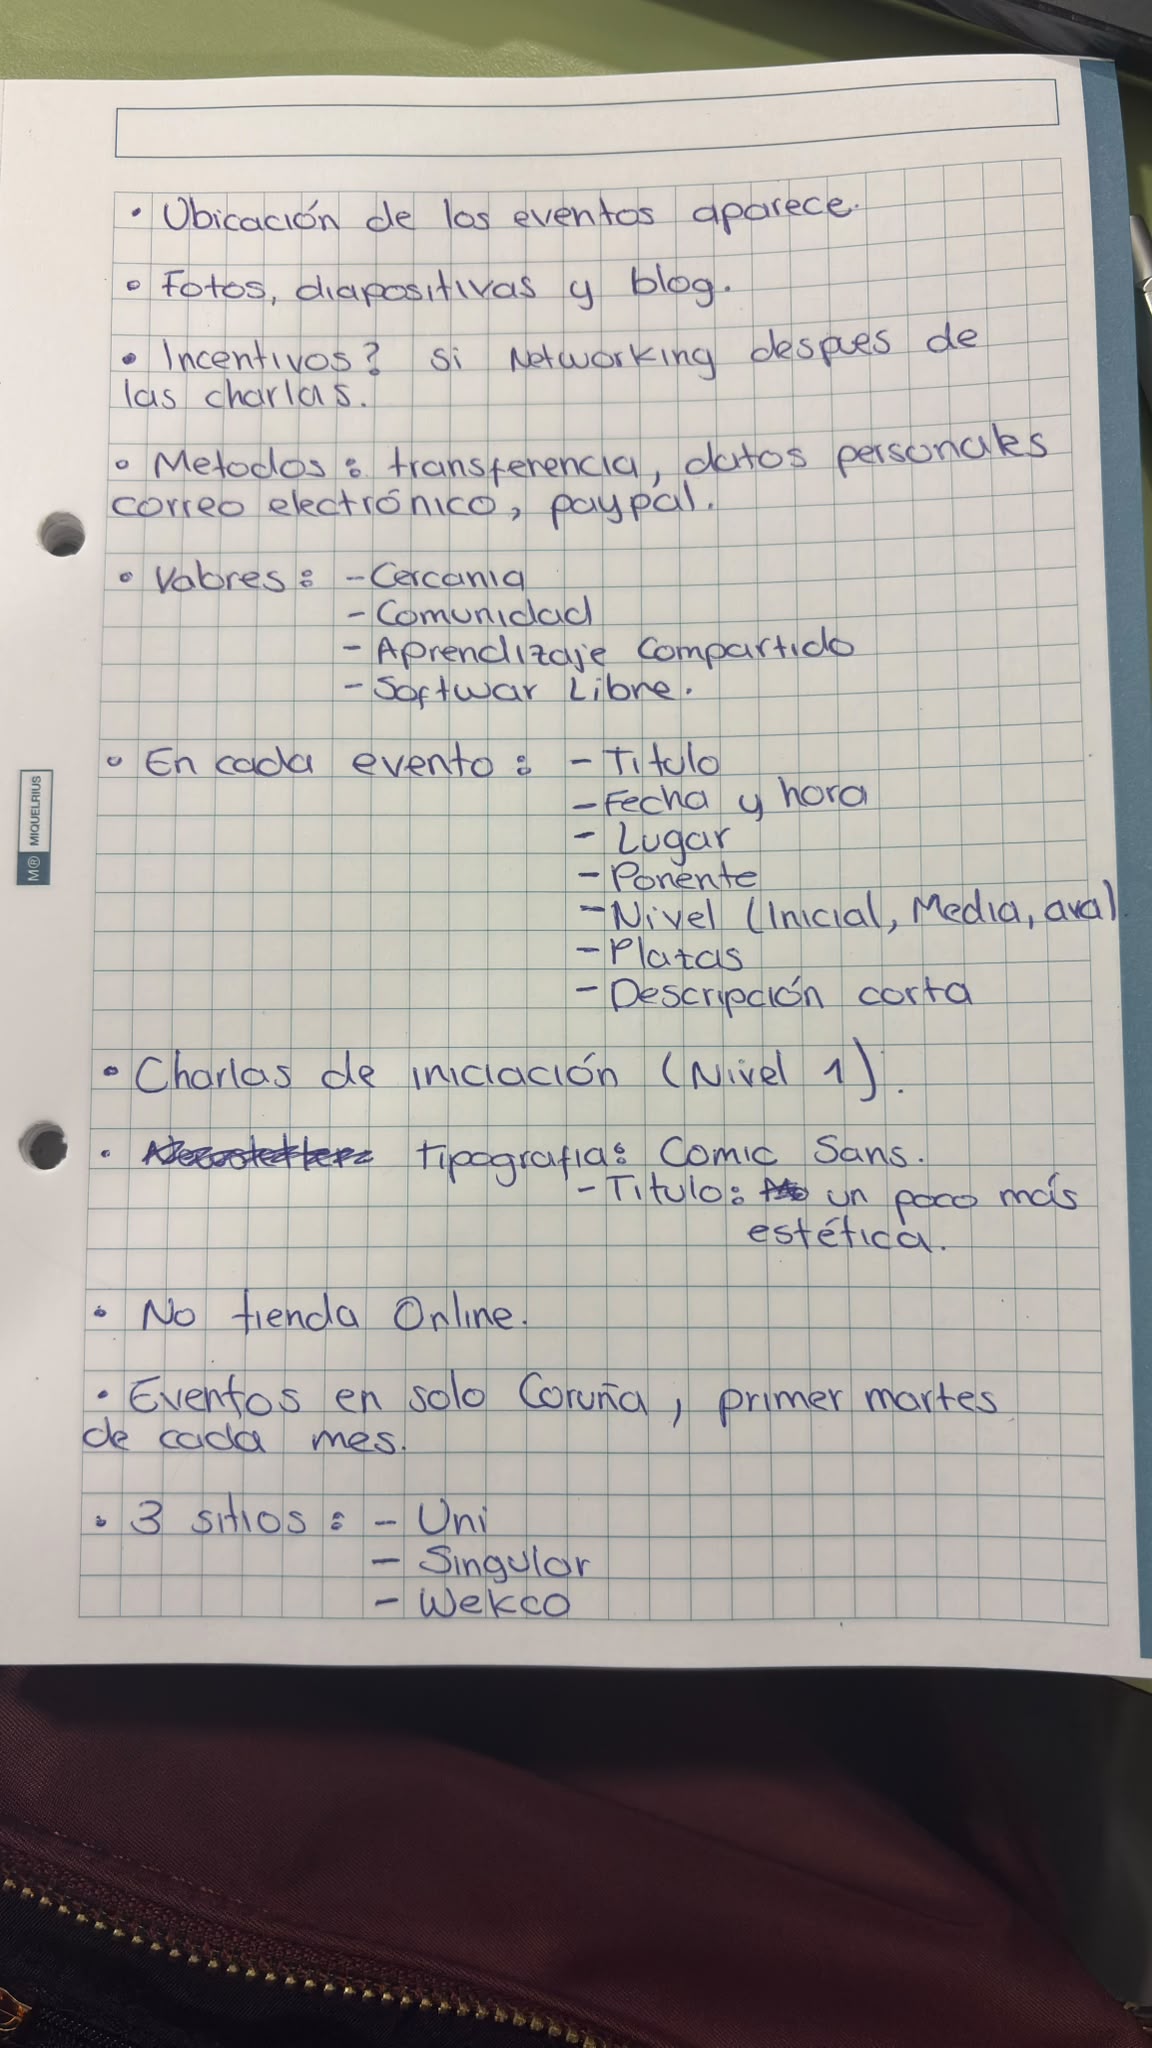 • Ubicación de los eventos aparece.
• Fotos, diapositivas y blog.
• Incentivos? Si Networking despues de
las charlas.
• Metodos: transferencia, datos personales
correo electrónico, paypal.
• Valores: - Cercania
- Comunidad
- Aprendizaje Compartido
- Softwar Libre.
• En cada evento: - Titulo
- Fecha y hora
- Lugar
- Ponente
- Nivel (Inicial, Media, ava)
- Plazas
- Descripción corta
• Charlas de iniciación (Nivel 1).
• tipografia: Comic Sans.
- Titulo: un poco más
estética.
• No tienda Online.
• Eventos en solo Coruña, primer martes
de cada mes.
• 3 sitios: - Uni
- Singular
- Wekco
M® MIQUELRIUS